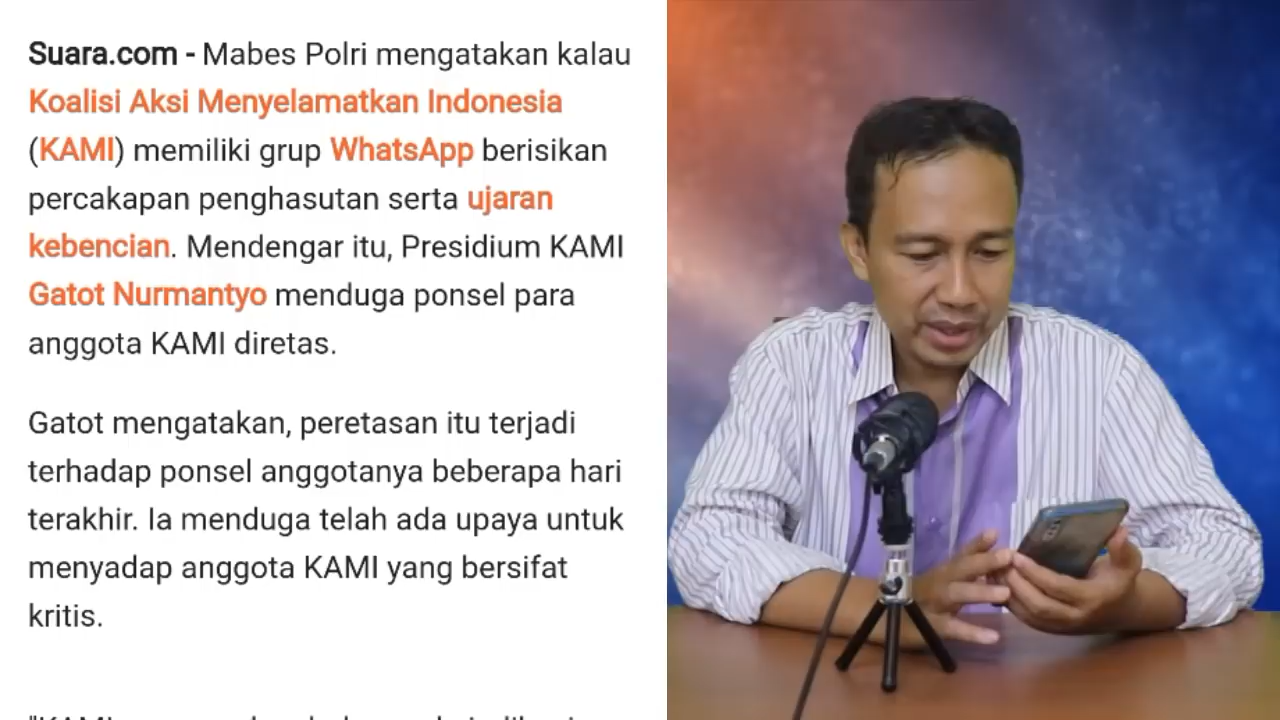 Suara.com - Mabes Polri mengatakan kalau
Koalisi Aksi Menyelamatkan Indonesia
(KAMI) memiliki grup WhatsApp berisikan
percakapan penghasutan serta ujaran
kebencian. Mendengar itu, Presidium KAMI
Gatot Nurmantyo menduga ponsel para
anggota KAMI diretas.
Gatot mengatakan, peretasan itu terjadi
terhadap ponsel anggotanya beberapa hari
terakhir. Ia menduga telah ada upaya untuk
menyadap anggota KAMI yang bersifat
kritis.
"KAMI